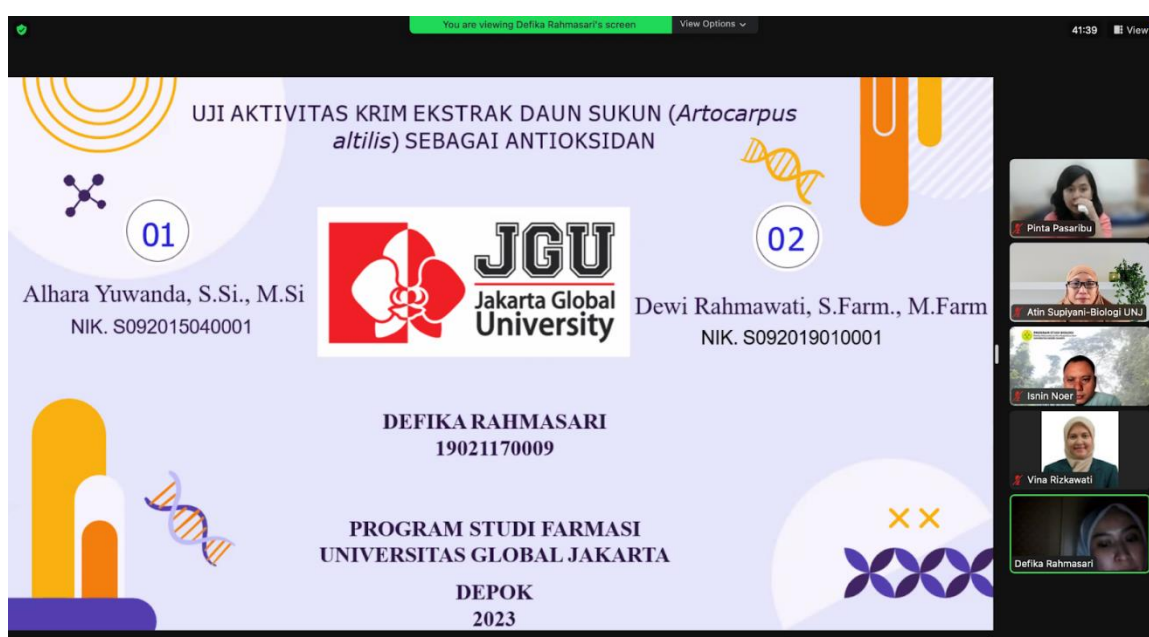 You are viewing Defika Rahmasari's screen
View Options
41:39
View
UJI AKTIVITAS KRIM EKSTRAK DAUN SUKUN (Artocarpus
altilis) SEBAGAI ANTIOKSIDAN
01
Alhara Yuwanda, S.Si., M.Si
NIK. S092015040001
JGU
Jakarta Global
University
02
Dewi Rahmawati, S.Farm., M.Farm
NIK. S092019010001
DEFIKA RAHMASARI
19021170009
PROGRAM STUDI FARMASI
UNIVERSITAS GLOBAL JAKARTA
DEPOK
2023
Pinta Pasaribu
Atin Supiyani-Biologi UNJ
Isnin Noer
Vina Rizkawati
Defika Rahmasari